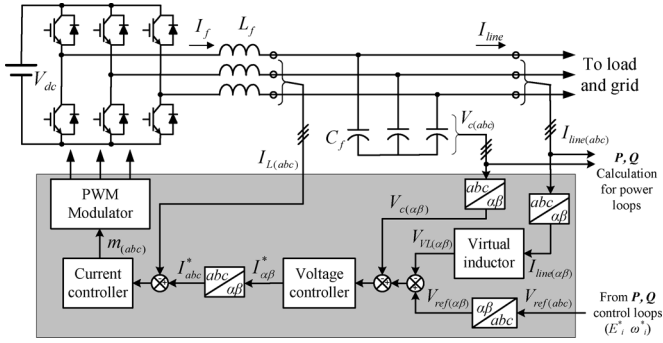 I_f
L_f
I_line
V_dc
To load
and grid
C_f
V_c(abc)
I_line(abc)
I_L(abc)
P, Q
Calculation
for power
loops
PWM
Modulator
abc
αβ
abc
αβ
V_c(αβ)
V_VL(αβ)
Virtual
inductor
I_line(αβ)
m_(abc)
Current
controller
I*_abc
abc
αβ
I*_αβ
Voltage
controller
V_ref(αβ)
αβ
abc
V_ref(abc)
From P, Q
control loops
(E*_i ω*_i)